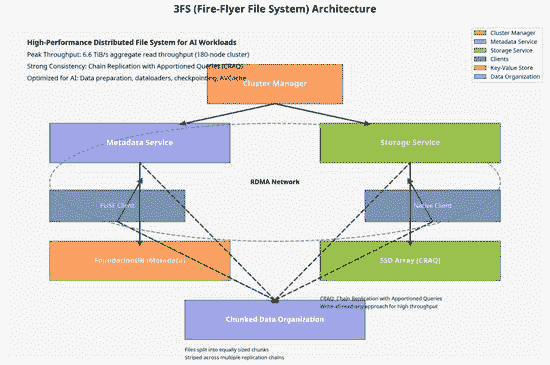 3FS (Fire-Flyer File System) Architecture
High-Performance Distributed File System for AI Workloads
Peak Throughput: 6.6 TiB/s aggregate read throughput (180-node cluster)
Strong Consistency: Chain Replication with Apportioned Queries (CRAQ)
Optimized for AI: Data preparation, dataloaders, checkpointing, KVCache
Cluster Manager
Cluster Manager
Metadata Service
Storage Service
Clients
Key-Value Store
Data Organization
Metadata Service
Storage Service
RDMA Network
FUSE Client
Native Client
FoundationDB (Metadata)
SSD Array (CRAQ)
CRAQ: Chain Replication with Apportioned Queries
approach for high throughput
Chunked Data Organization
Files split into equally sized chunks
Striped across multiple replication chains